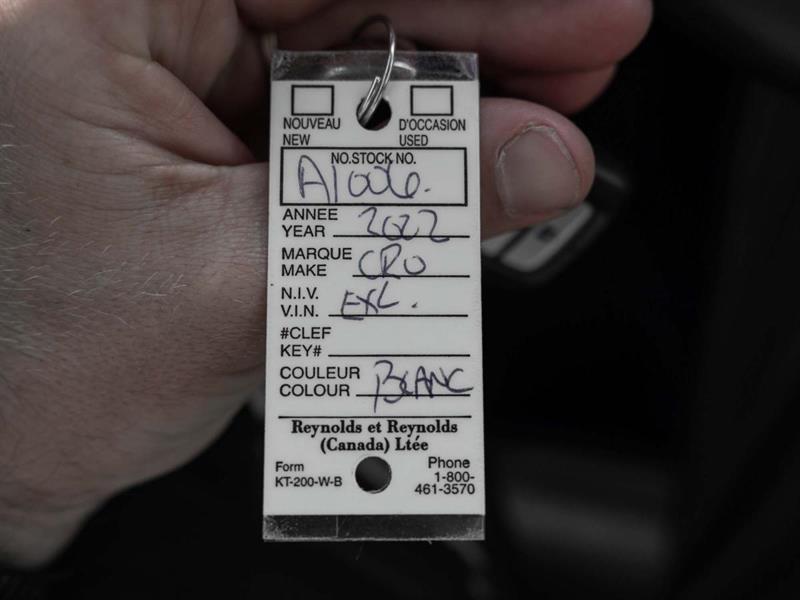 NOUVEAU
NEW
D'OCCASION
USED
NO.STOCK NO.
A1006.
ANNEE
YEAR 2022
MARQUE
MAKE CRO
N.I.V.
V.I.N. EXL.
#CLEF
KEY#
COULEUR
COLOUR BLANC
Reynolds et Reynolds
(Canada) Ltée
Form
KT-200-W-B
Phone
1-800-
461-3570